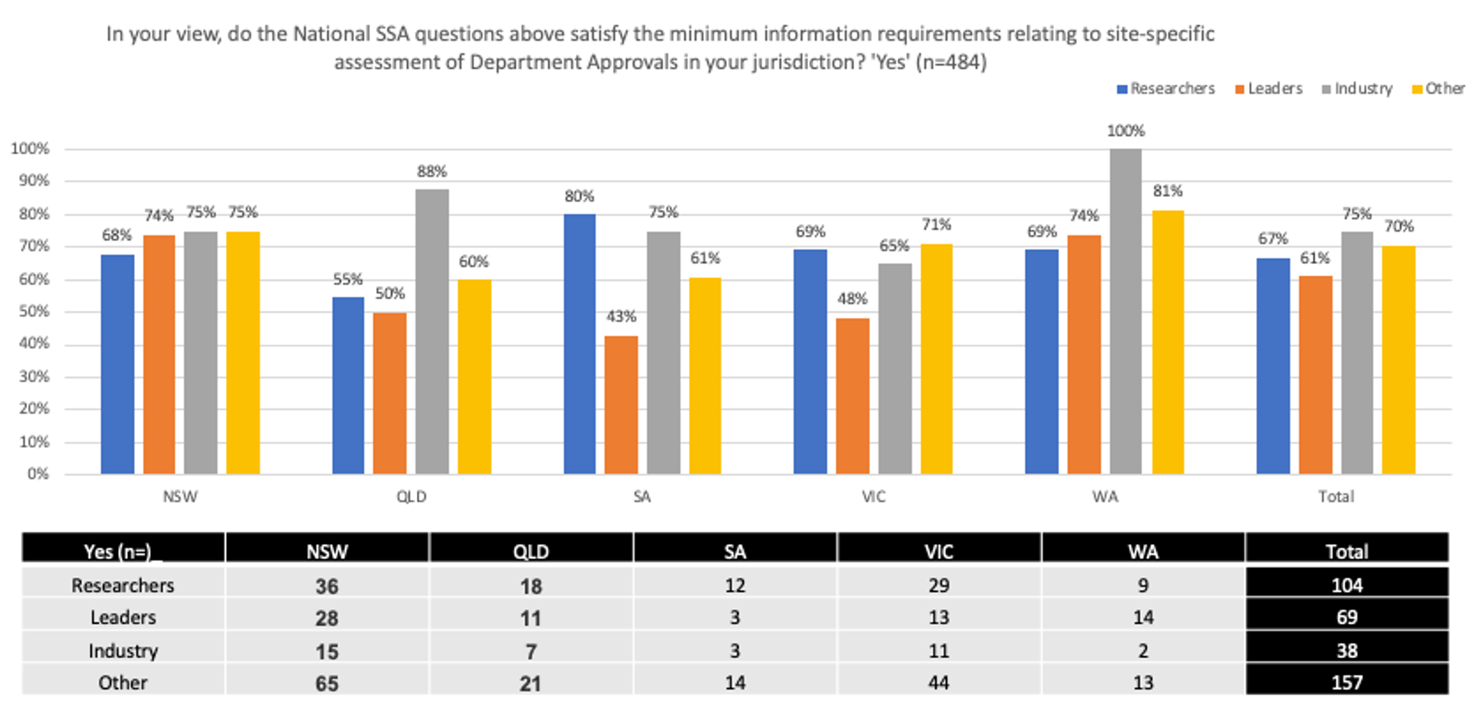 In your view, do the National SSA questions above satisfy the minimum information requirements relating to site-specific
assessment of Department Approvals in your jurisdiction? 'Yes' (n=484)
Researchers Leaders Industry Other
100%
90%
80%
70%
60%
50%
40%
30%
20%
10%
0%
68% 74% 75% 75%
55% 50% 88% 60%
80% 43% 75% 61%
69% 48% 65% 71%
69% 74% 100% 81%
67% 61% 75% 70%
NSW QLD SA VIC WA Total
Yes (n=)_ NSW QLD SA VIC WA Total
Researchers 36 18 12 29 9 104
Leaders 28 11 3 13 14 69
Industry 15 7 3 11 2 38
Other 65 21 14 44 13 157